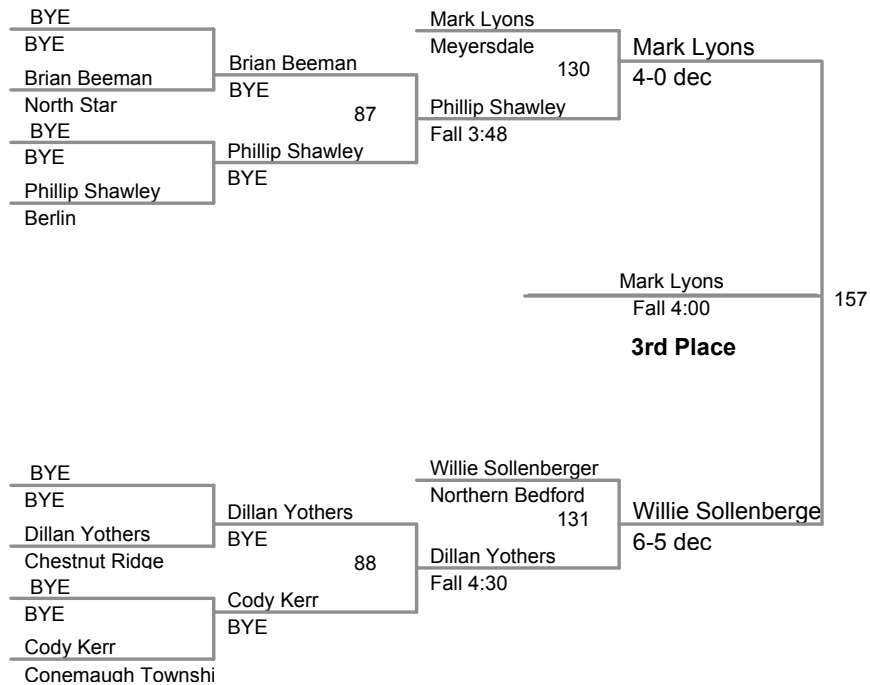 BYE
BYE
Brian Beeman
North Star
BYE
BYE
Phillip Shawley
Berlin
Brian Beeman
BYE
87
Phillip Shawley
BYE
Mark Lyons
Meyersdale
130
Phillip Shawley
Fall 3:48
Mark Lyons
4-0 dec
Mark Lyons
Fall 4:00
3rd Place
157
BYE
BYE
Dillan Yothers
Chestnut Ridge
BYE
BYE
Cody Kerr
Conemaugh Townshi
Dillan Yothers
BYE
88
Cody Kerr
BYE
Willie Sollenberger
Northern Bedford
131
Dillan Yothers
Fall 4:30
Willie Sollenberge
6-5 dec